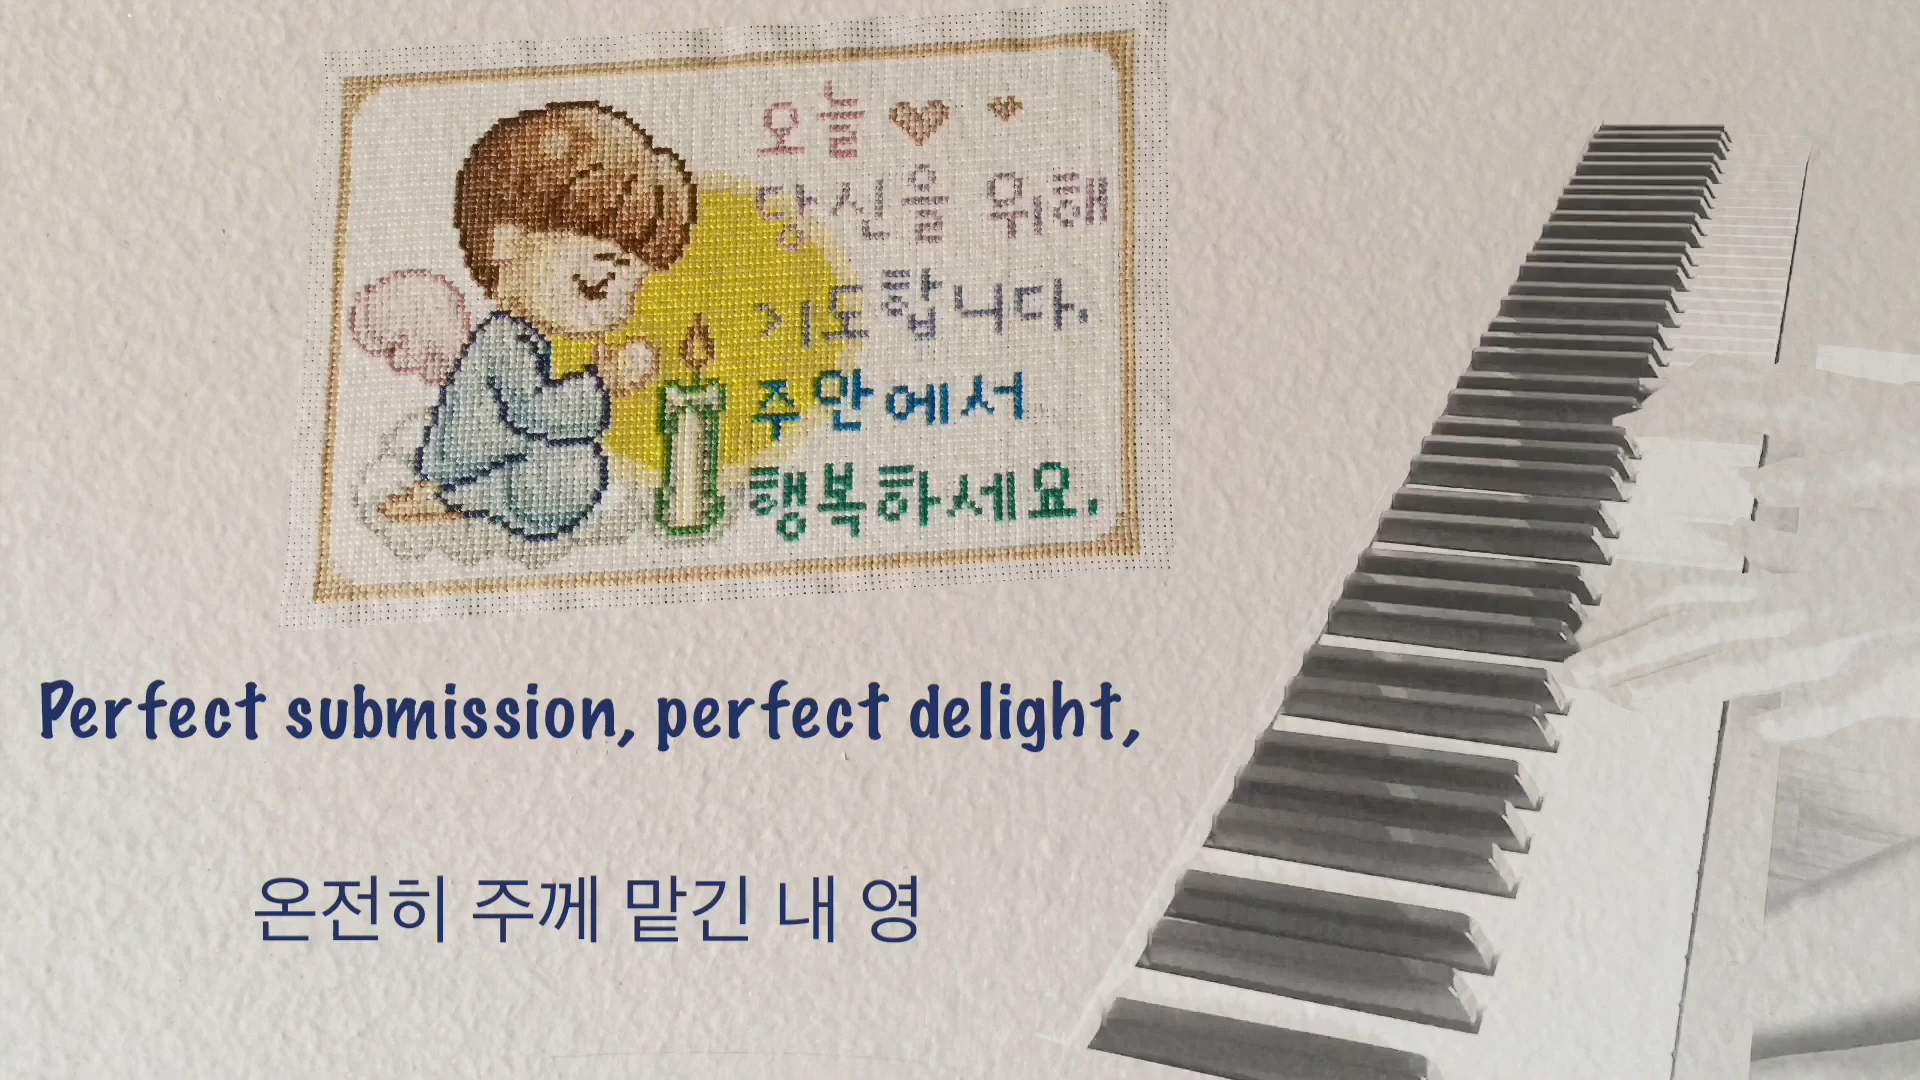 오늘
당신을 위해
기도합니다.
주안에서
행복하세요.
Perfect submission, perfect delight,
온전히 주께 맡긴 내 영